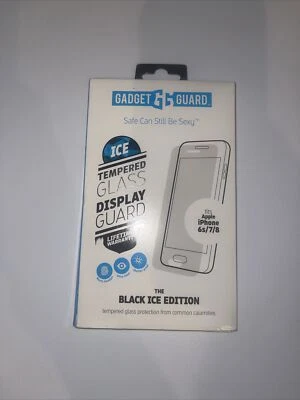 GADGET GG GUARD
Safe Can Still Be Sexy™
ICE
TEMPERED
GLASS
DISPLAY
GUARD
LIFETIME
WARRANTY
Apple
iPhone
6s/7/8
THE
BLACK ICE EDITION
tempered glass protection from common calamities